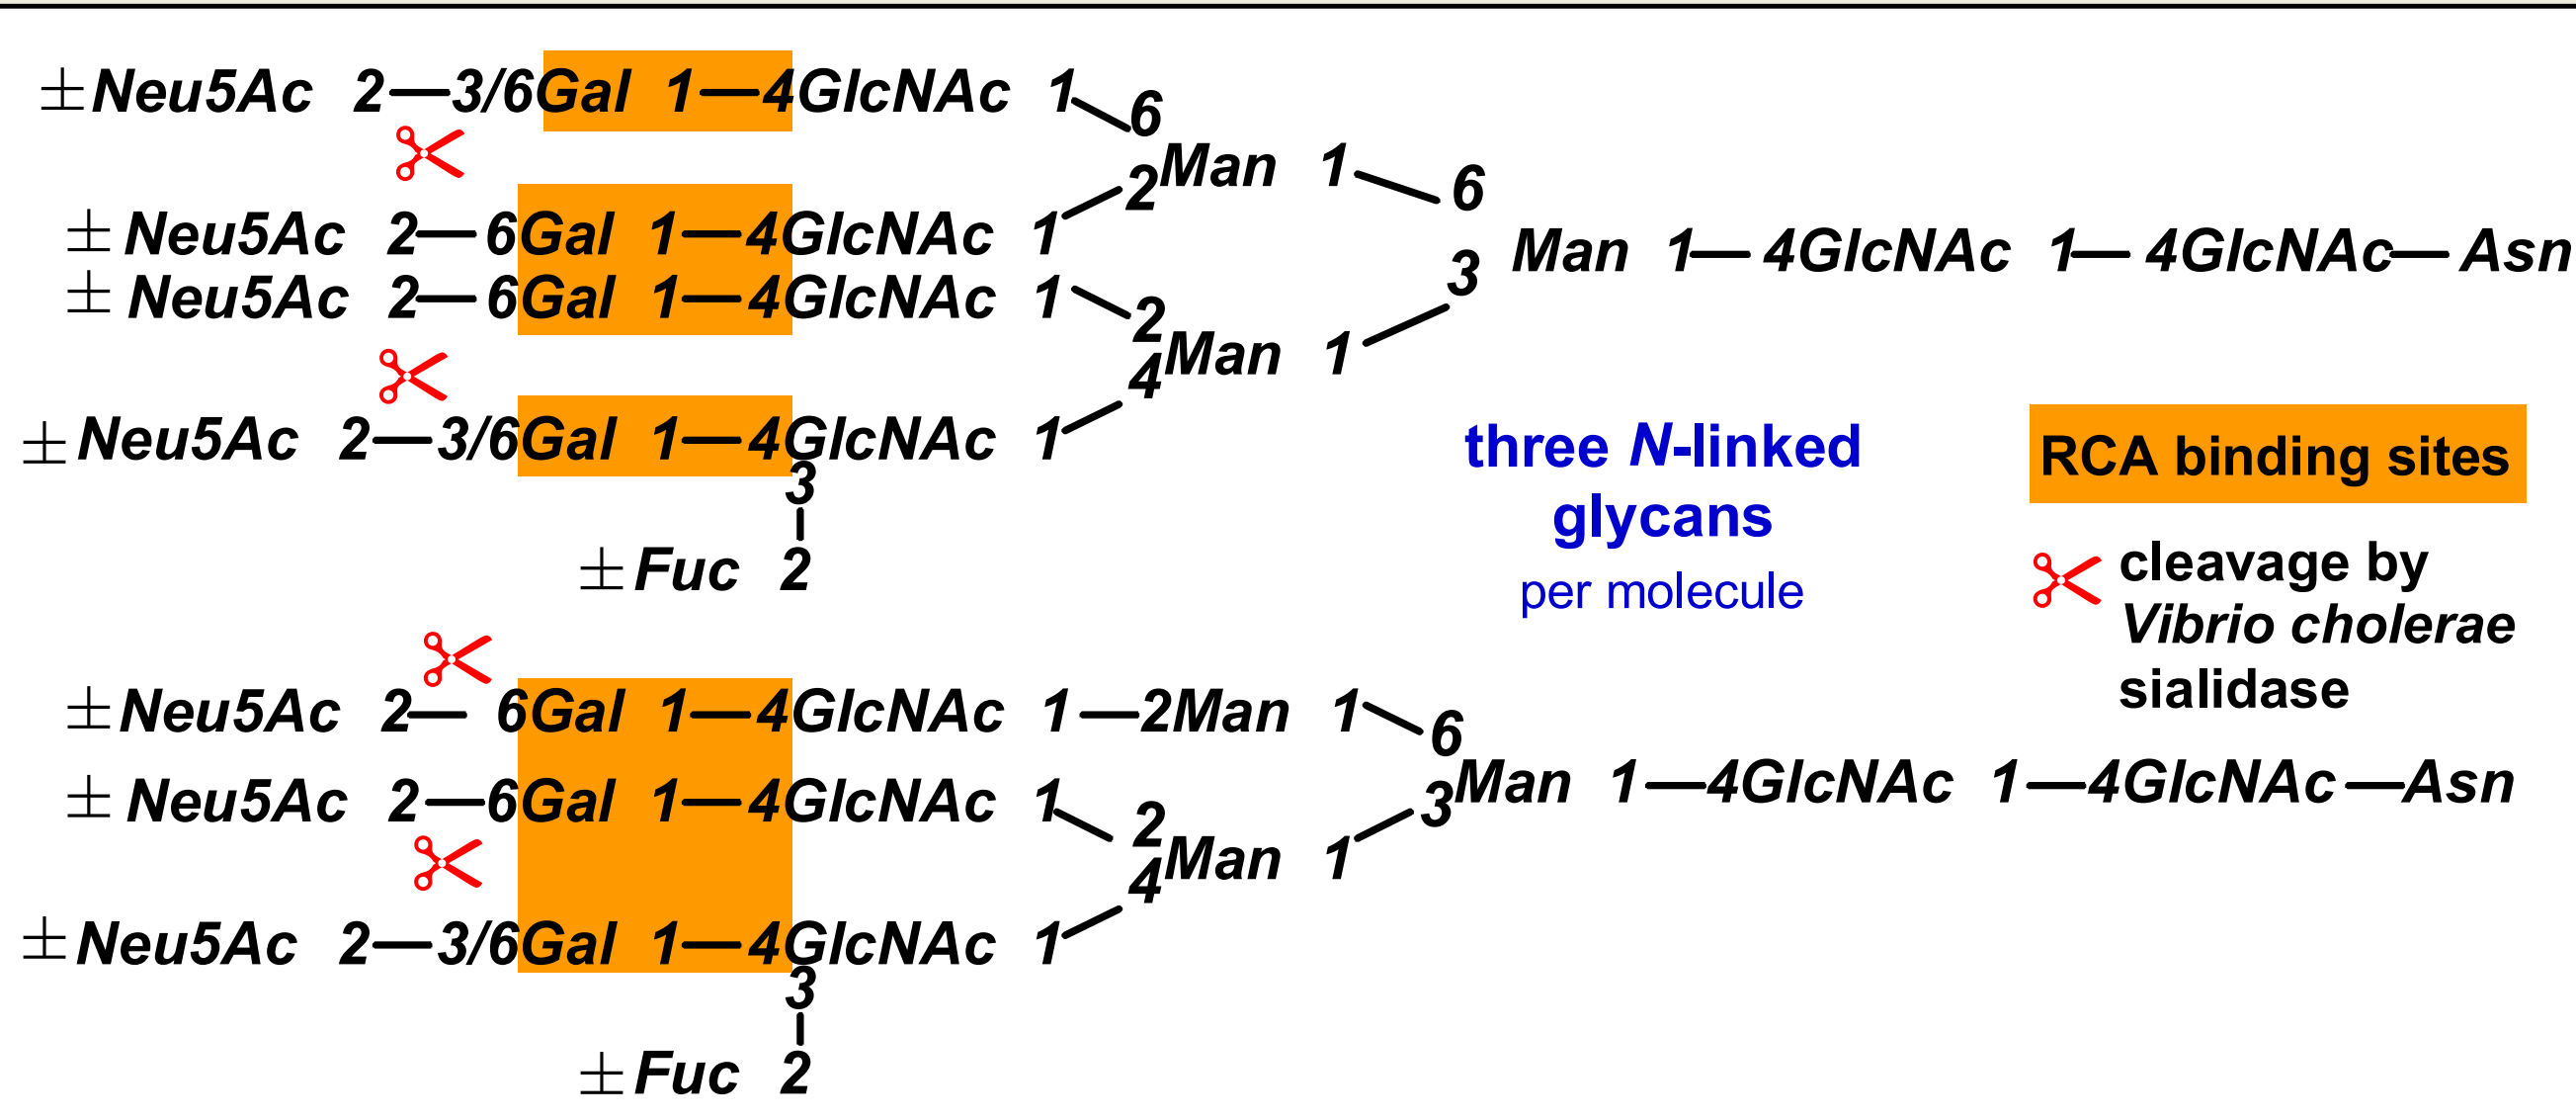 ±Neu5Ac 2—3/6Gal 1—4GlcNAc 1
6
2Man 1
6
± Neu5Ac 2—6Gal 1—4GlcNAc 1
3 Man 1— 4GlcNAc 1— 4GlcNAc— Asn
± Neu5Ac 2—6Gal 1—4GlcNAc 1
2
4Man 1
±Neu5Ac 2—3/6Gal 1—4GlcNAc 1
3
±Fuc 2
three N-linked
glycans
per molecule
RCA binding sites
cleavage by
Vibrio cholerae
sialidase
±Neu5Ac 2— 6Gal 1—4GlcNAc 1—2Man 1
6
3Man 1—4GlcNAc 1—4GlcNAc—Asn
± Neu5Ac 2—6Gal 1—4GlcNAc 1
2
4Man 1
±Neu5Ac 2—3/6Gal 1—4GlcNAc 1
3
±Fuc 2